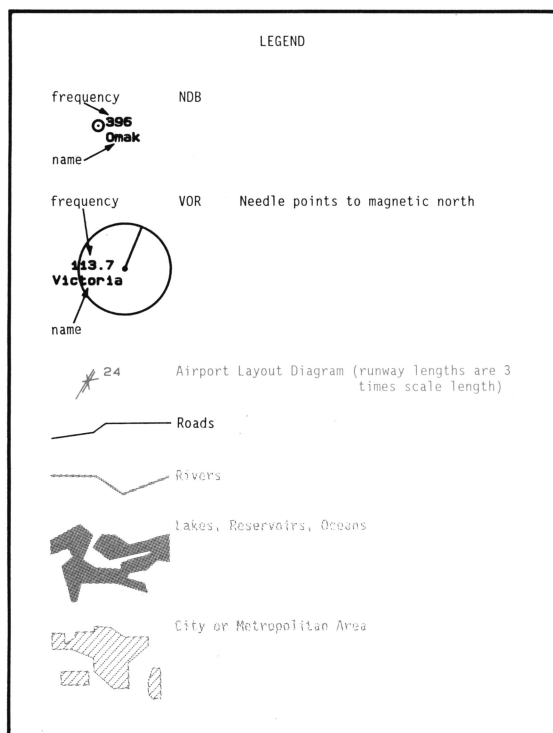 LEGEND
frequency NDB
396
Omak
name
frequency VOR Needle points to magnetic north
113.7
Victoria
name
24 Airport Layout Diagram (runway lengths are 3
times scale length)
Roads
Rivers
Lakes, Reservoirs, Oceans
City or Metropolitan Area